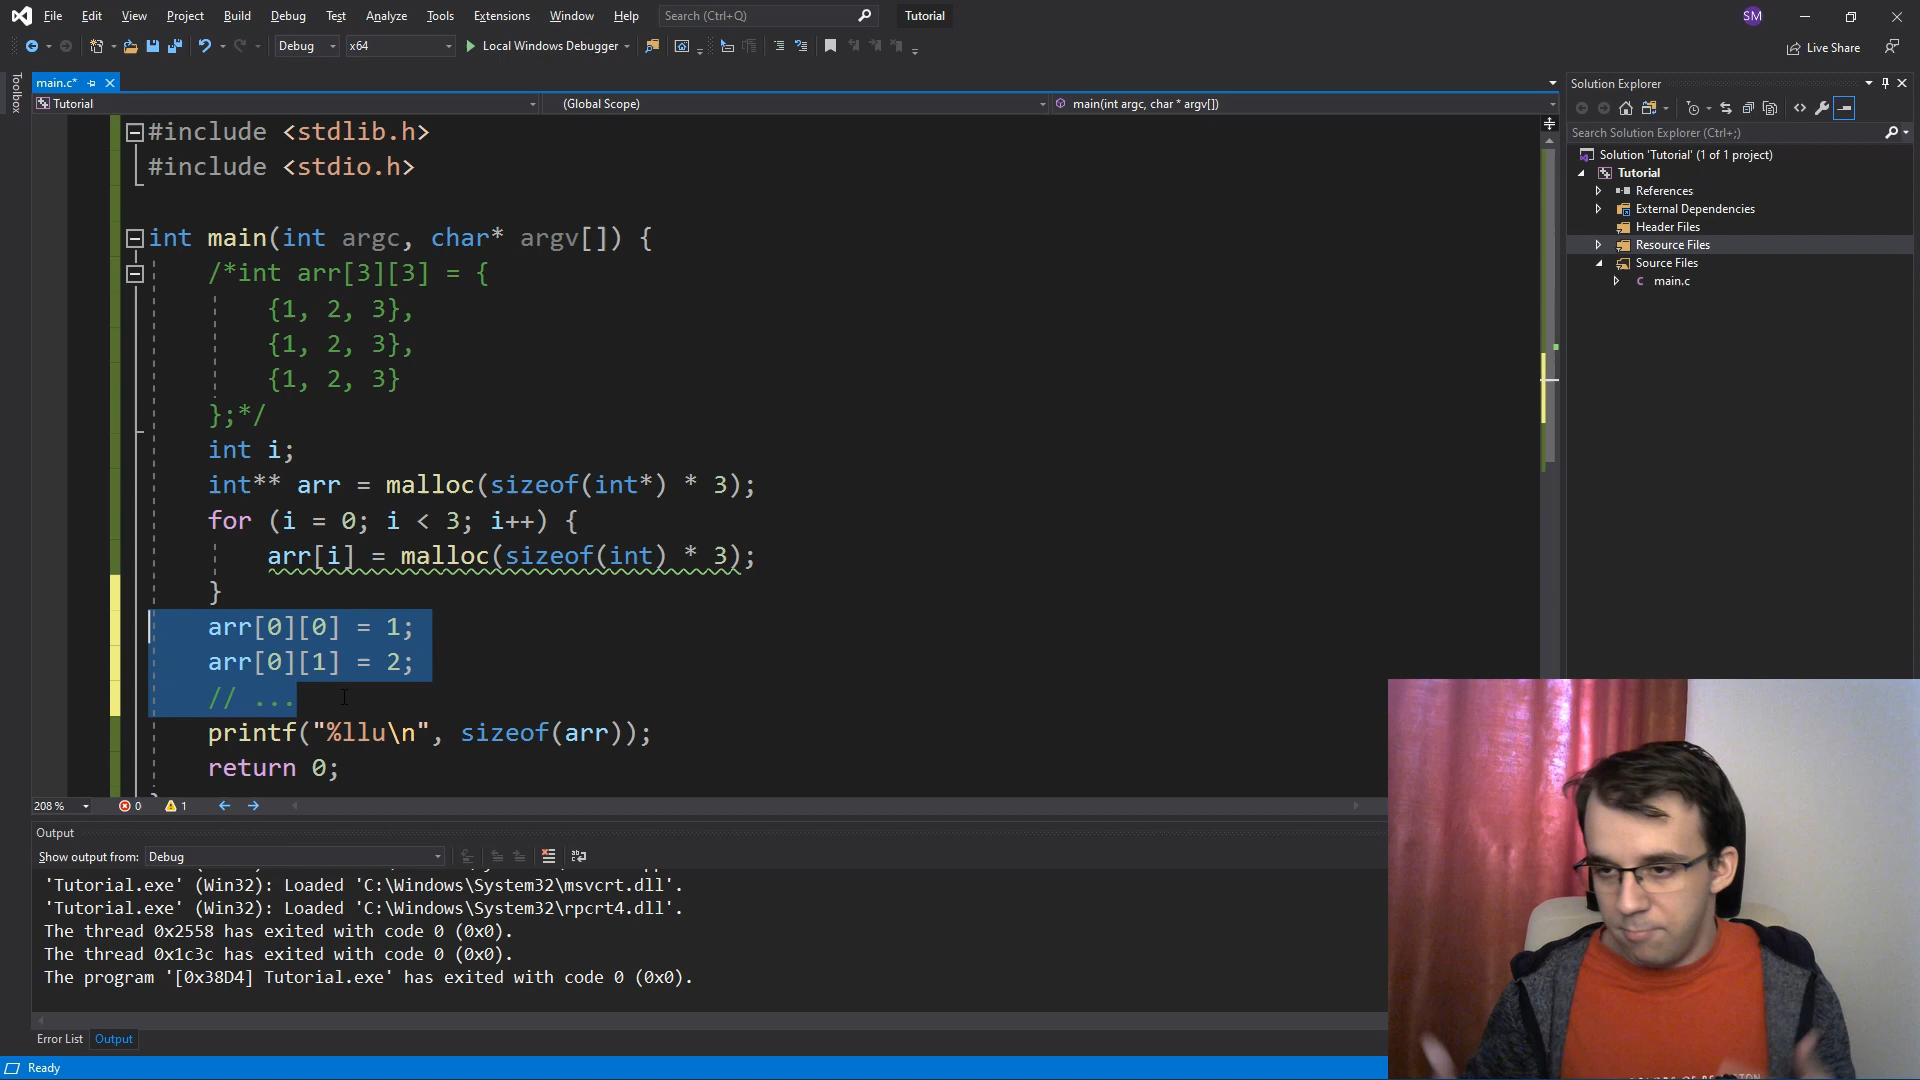 File Edit View Project Build Debug Test Analyze Tools Extensions Window Help Search (Ctrl+Q) Tutorial SM
Debug x64 Local Windows Debugger Live Share
Toolbox
main.c*
Tutorial (Global Scope) main(int argc, char * argv[])
#include <stdlib.h>
#include <stdio.h>
int main(int argc, char* argv[]) {
/*int arr[3][3] = {
{1, 2, 3},
{1, 2, 3},
{1, 2, 3}
};*/
int i;
int** arr = malloc(sizeof(int*) * 3);
for (i = 0; i < 3; i++) {
arr[i] = malloc(sizeof(int) * 3);
}
arr[0][0] = 1;
arr[0][1] = 2;
// ...
printf("%llu\n", sizeof(arr));
return 0;
208 % 0 1
Output
Show output from: Debug
'Tutorial.exe' (Win32): Loaded 'C:\Windows\System32\msvcrt.dll'.
'Tutorial.exe' (Win32): Loaded 'C:\Windows\System32\rpcrt4.dll'.
The thread 0x2558 has exited with code 0 (0x0).
The thread 0x1c3c has exited with code 0 (0x0).
The program '[0x38D4] Tutorial.exe' has exited with code 0 (0x0).
Error List Output
Ready
Solution Explorer
Search Solution Explorer (Ctrl+;)
Solution 'Tutorial' (1 of 1 project)
Tutorial
References
External Dependencies
Header Files
Resource Files
Source Files
main.c